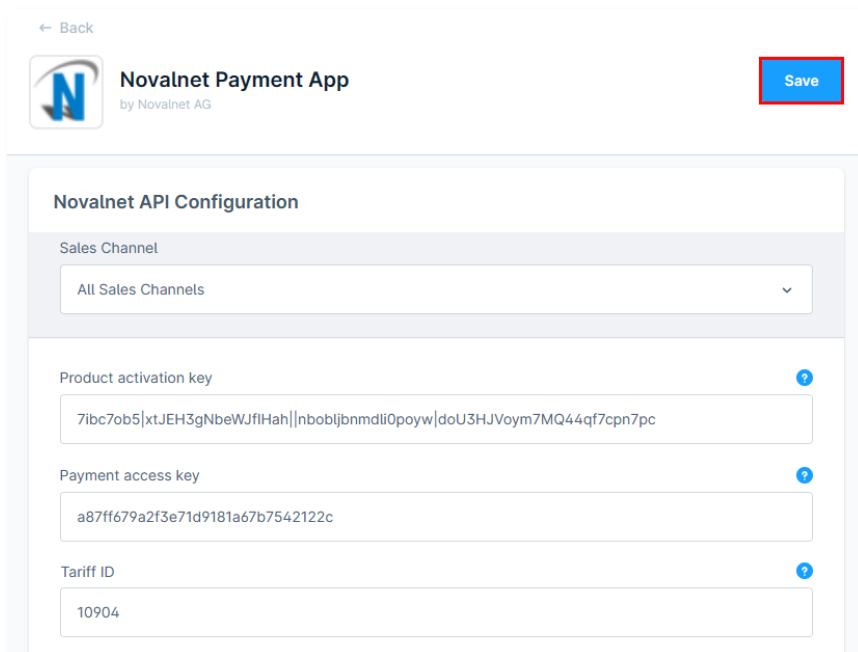 ← Back
N
Novalnet Payment App
by Novalnet AG
Save
Novalnet API Configuration
Sales Channel
All Sales Channels
Product activation key
?
7ibc7ob5|xtJEH3gNbeWJfIHah||nbobljbnmdli0poyw|doU3HJVoym7MQ44qf7cpn7pc
Payment access key
?
a87ff679a2f3e71d9181a67b7542122c
Tariff ID
?
10904